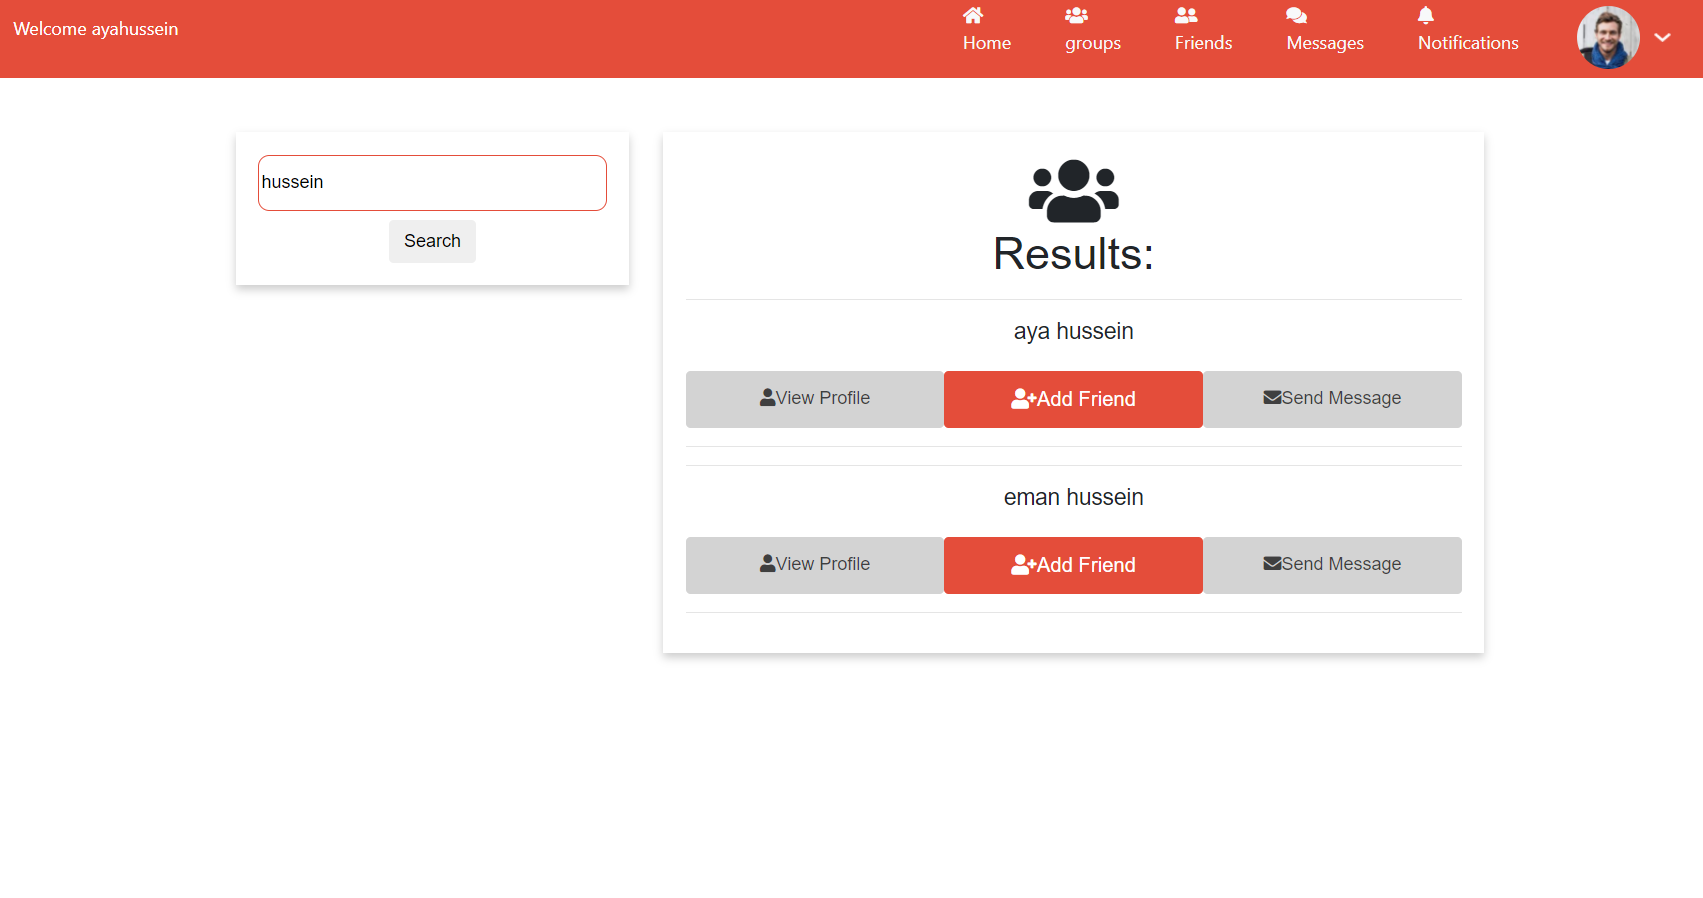 Welcome ayahussein
Home
groups
Friends
Messages
Notifications
hussein
Search
Results:
aya hussein
View Profile
Add Friend
Send Message
eman hussein
View Profile
Add Friend
Send Message